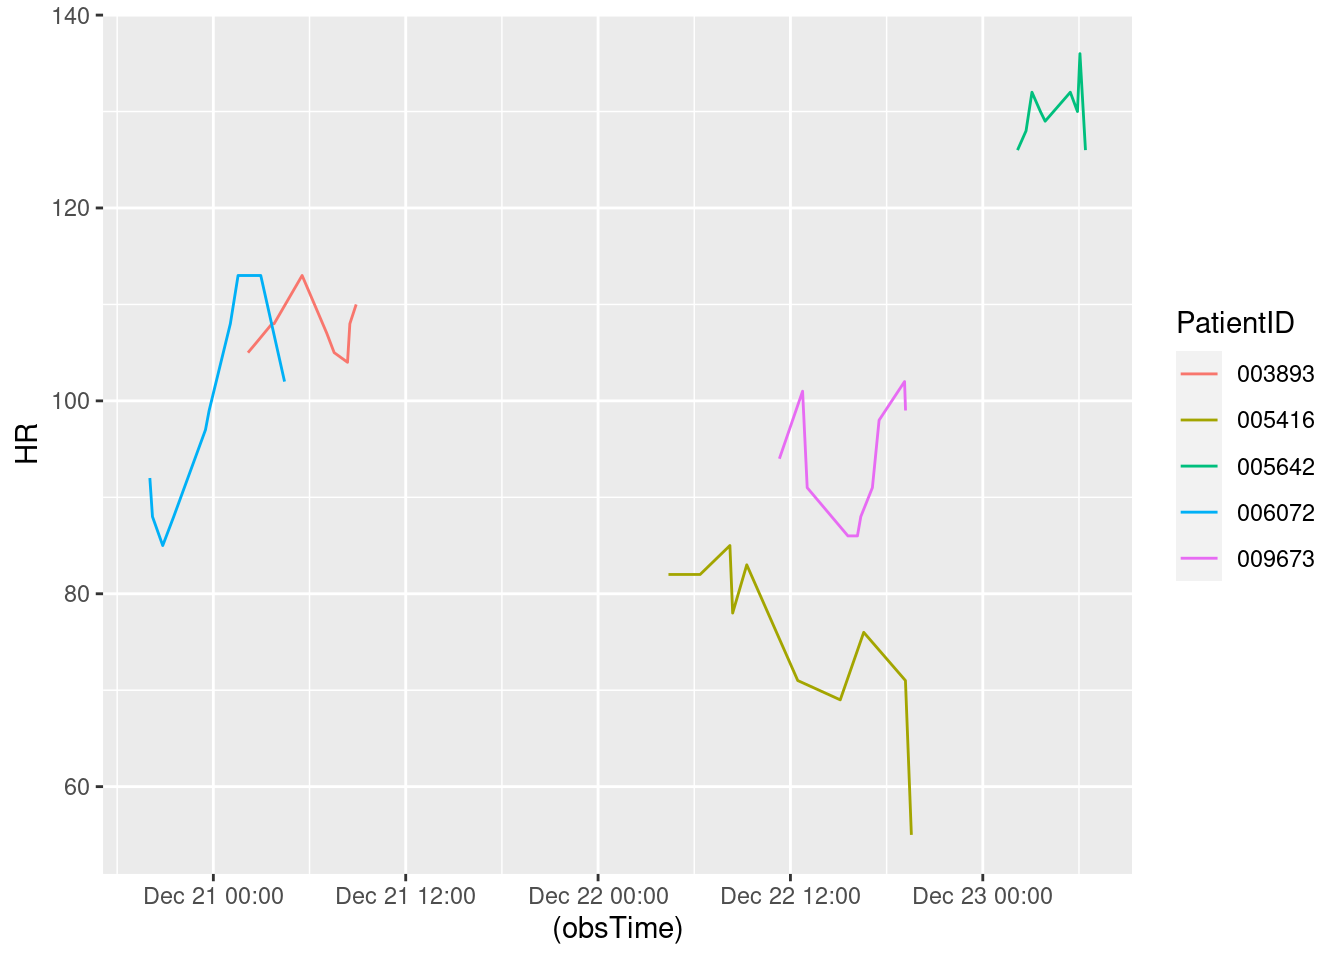 140
120
100
80
60
HR
Dec 21 00:00
Dec 21 12:00
Dec 22 00:00
Dec 22 12:00
Dec 23 00:00
(obsTime)
PatientID
003893
005416
005642
006072
009673